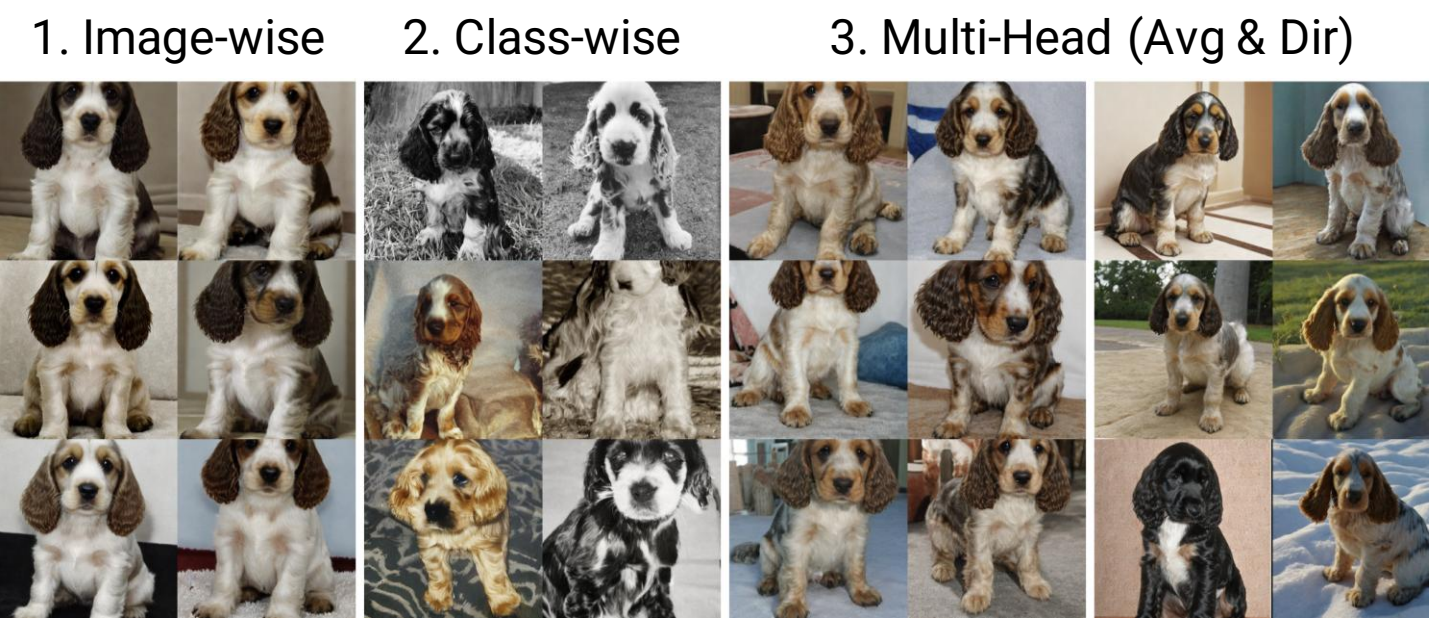 1. Image-wise
2. Class-wise
3. Multi-Head (Avg & Dir)